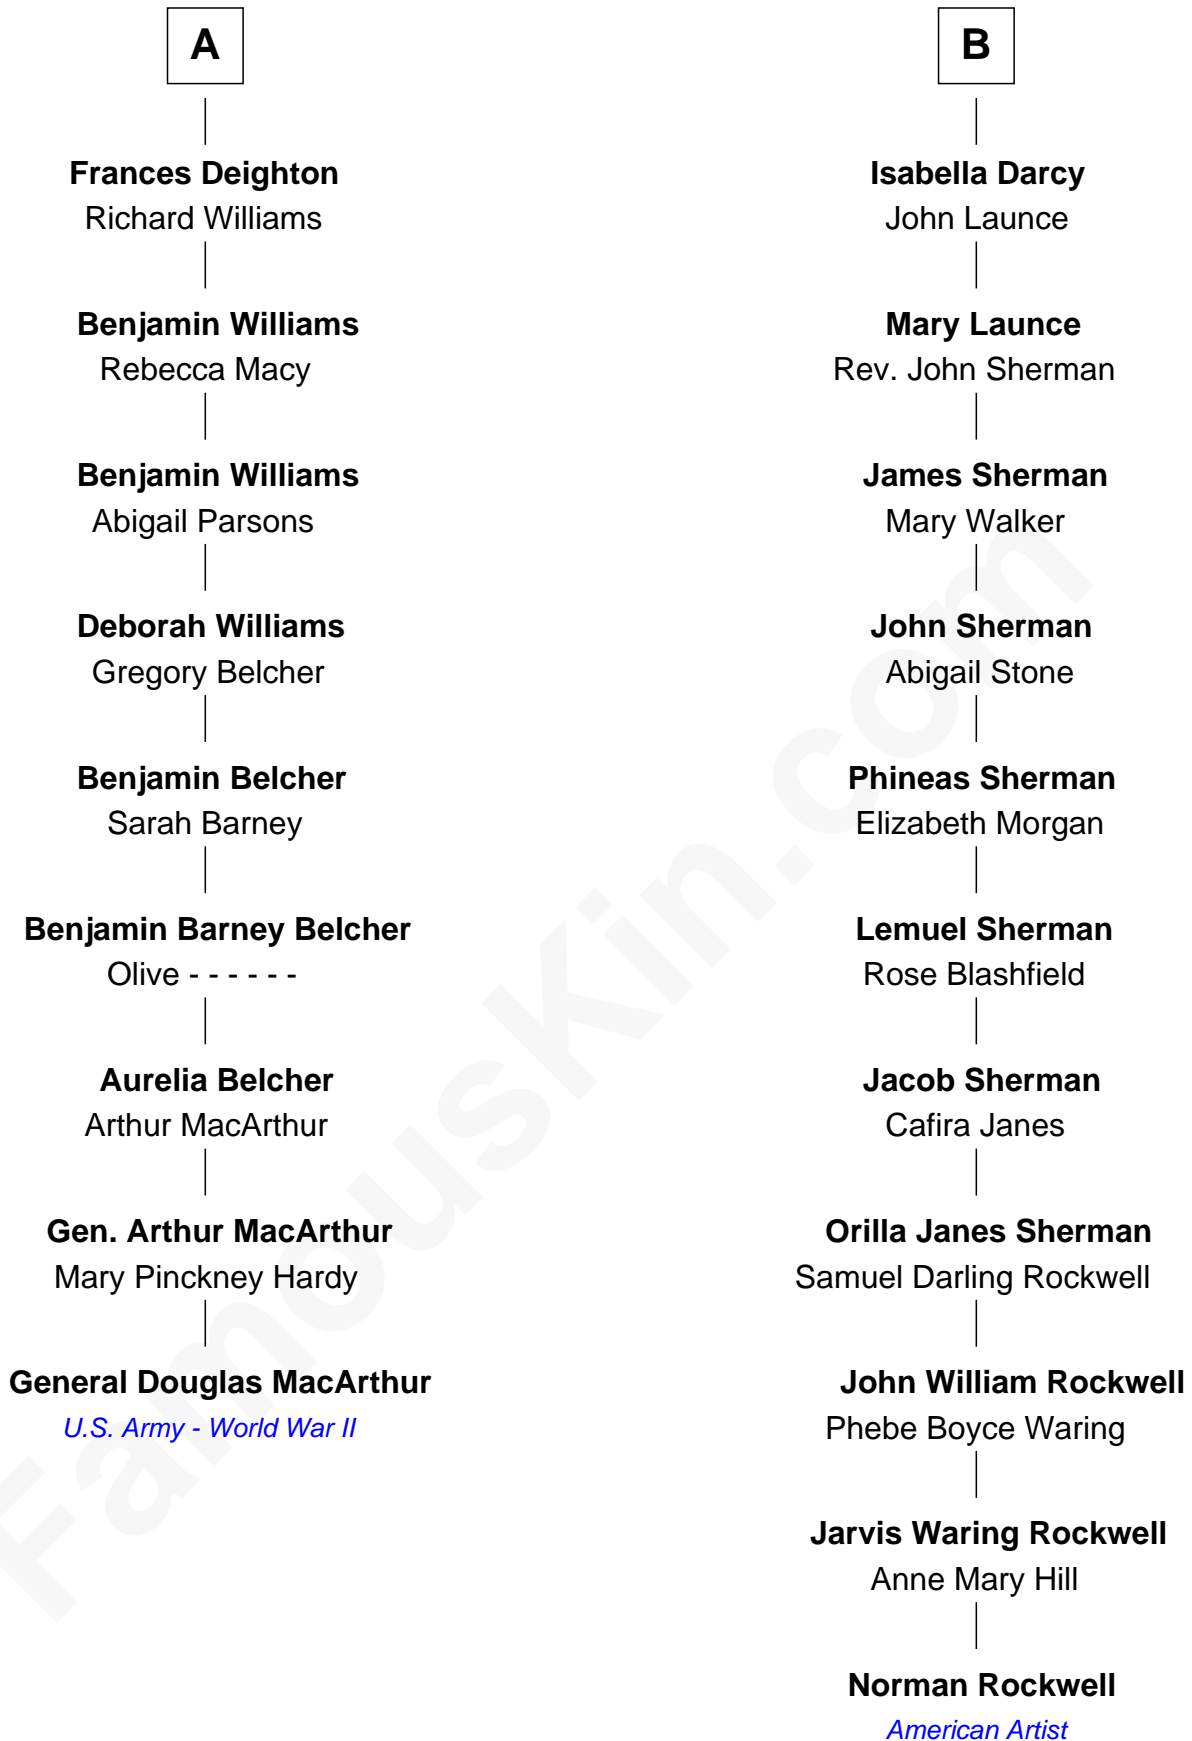 A
Frances Deighton
Richard Williams
Benjamin Williams
Rebecca Macy
Benjamin Williams
Abigail Parsons
Deborah Williams
Gregory Belcher
Benjamin Belcher
Sarah Barney
Benjamin Barney Belcher
Olive - - - - - -
Aurelia Belcher
Arthur MacArthur
Gen. Arthur MacArthur
Mary Pinckney Hardy
General Douglas MacArthur
U.S. Army - World War II
B
Isabella Darcy
John Launce
Mary Launce
Rev. John Sherman
James Sherman
Mary Walker
John Sherman
Abigail Stone
Phineas Sherman
Elizabeth Morgan
Lemuel Sherman
Rose Blashfield
Jacob Sherman
Cafira Janes
Orilla Janes Sherman
Samuel Darling Rockwell
John William Rockwell
Phebe Boyce Waring
Jarvis Waring Rockwell
Anne Mary Hill
Norman Rockwell
American Artist
FamousKin.com